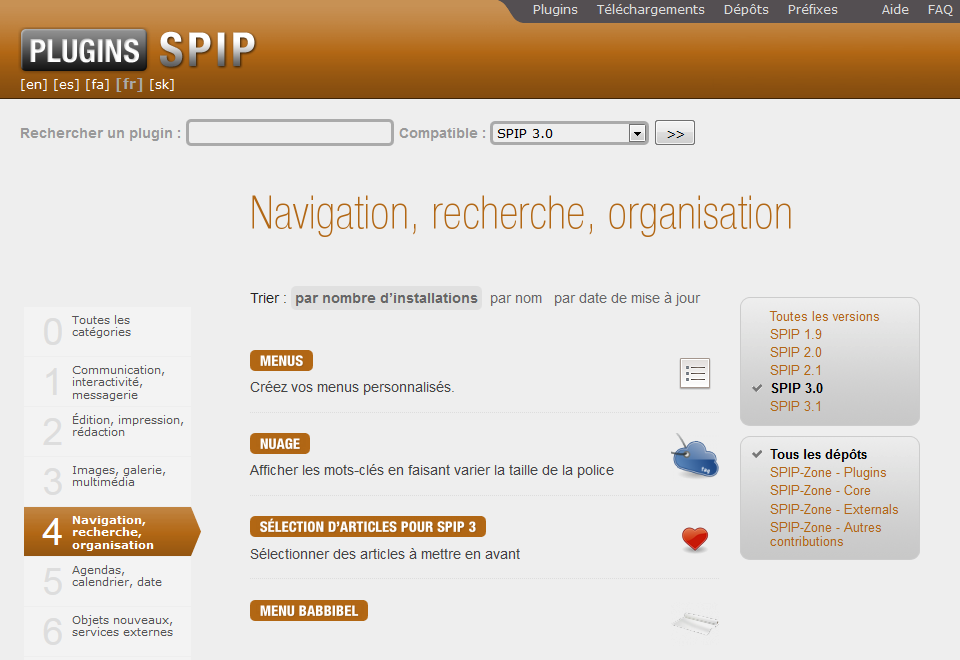 Plugins Téléchargements Dépôts Préfixes Aide FAQ
PLUGINS SPIP
[en] [es] [fa] [fr] [sk]
Rechercher un plugin : Compatible : SPIP 3.0 >>
Navigation, recherche, organisation
Trier : par nombre d'installations par nom par date de mise à jour
0 Toutes les
catégories
1 Communication,
interactivité,
messagerie
2 Édition, impression,
rédaction
3 Images, galerie,
multimédia
4 Navigation,
recherche,
organisation
5 Agendas,
calendrier, date
6 Objets nouveaux,
services externes
MENUS
Créez vos menus personnalisés.
NUAGE
Afficher les mots-clés en faisant varier la taille de la police
TAG
SÉLECTION D'ARTICLES POUR SPIP 3
Sélectionner des articles à mettre en avant
MENU BABBIBEL
Toutes les versions
SPIP 1.9
SPIP 2.0
SPIP 2.1
SPIP 3.0
SPIP 3.1
Tous les dépôts
SPIP-Zone - Plugins
SPIP-Zone - Core
SPIP-Zone - Externals
SPIP-Zone - Autres
contributions